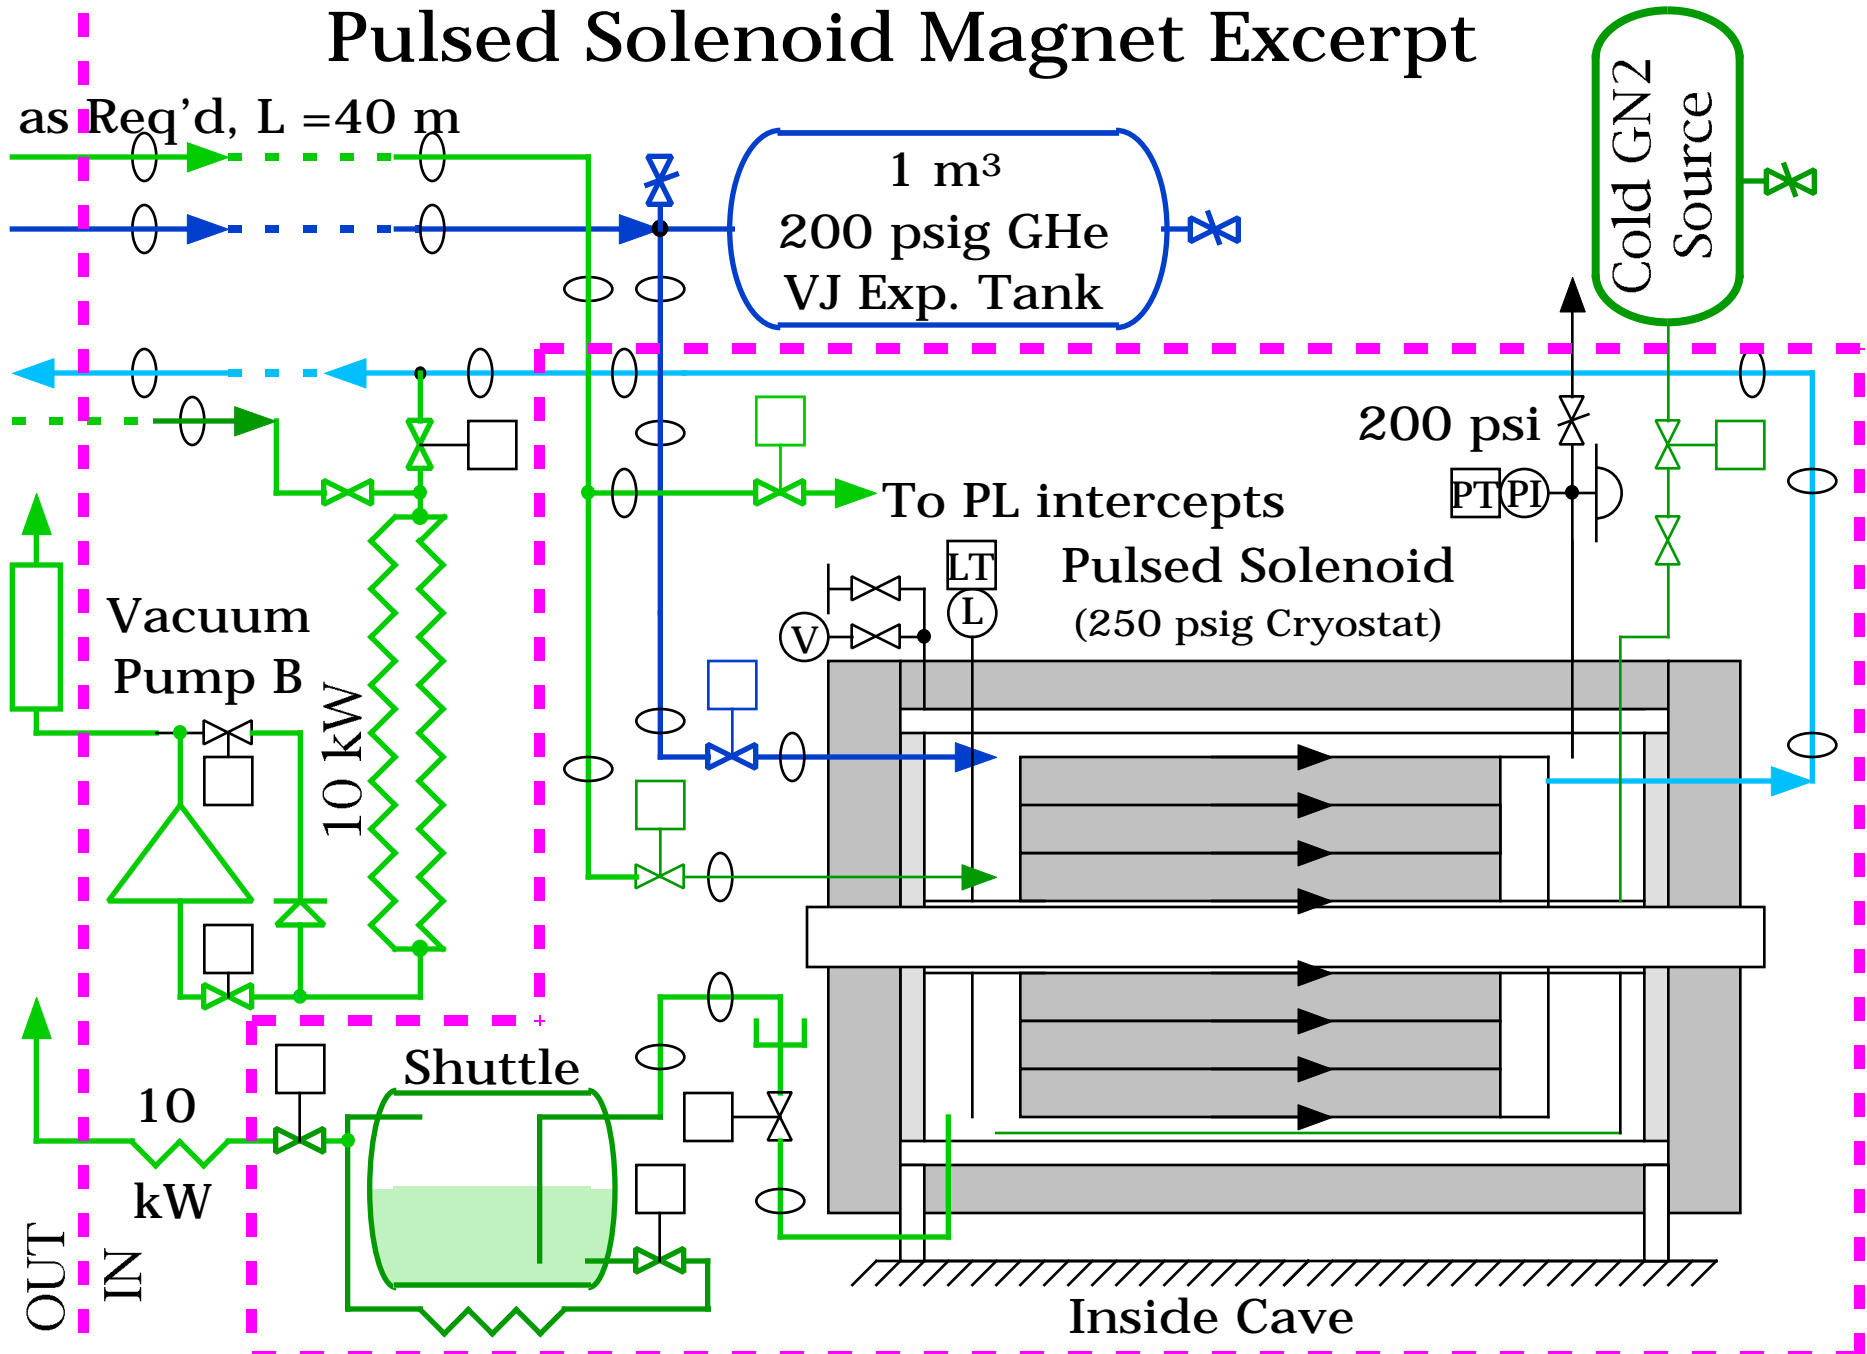 Pulsed Solenoid Magnet Excerpt
as Req'd, L =40 m
1 m³
200 psig GHe
VJ Exp. Tank
Cold GN2
Source
200 psi
PT PI
To PL intercepts
LT
L
Pulsed Solenoid
(250 psig Cryostat)
V
Vacuum
Pump B
10 kW
Shuttle
10
kW
OUT
IN
Inside Cave